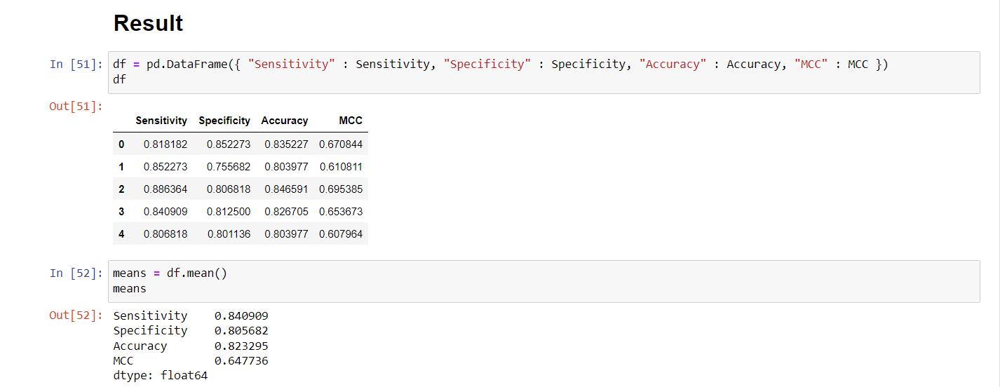 Result
In [51]: df = pd.DataFrame({ "Sensitivity" : Sensitivity, "Specificity" : Specificity, "Accuracy" : Accuracy, "MCC" : MCC })
df
Out[51]:
Sensitivity Specificity Accuracy MCC
0 0.818182 0.852273 0.835227 0.670844
1 0.852273 0.755682 0.803977 0.610811
2 0.886364 0.806818 0.846591 0.695385
3 0.840909 0.812500 0.826705 0.653673
4 0.806818 0.801136 0.803977 0.607964
In [52]: means = df.mean()
means
Out[52]: Sensitivity 0.840909
Specificity 0.805682
Accuracy 0.823295
MCC 0.647736
dtype: float64